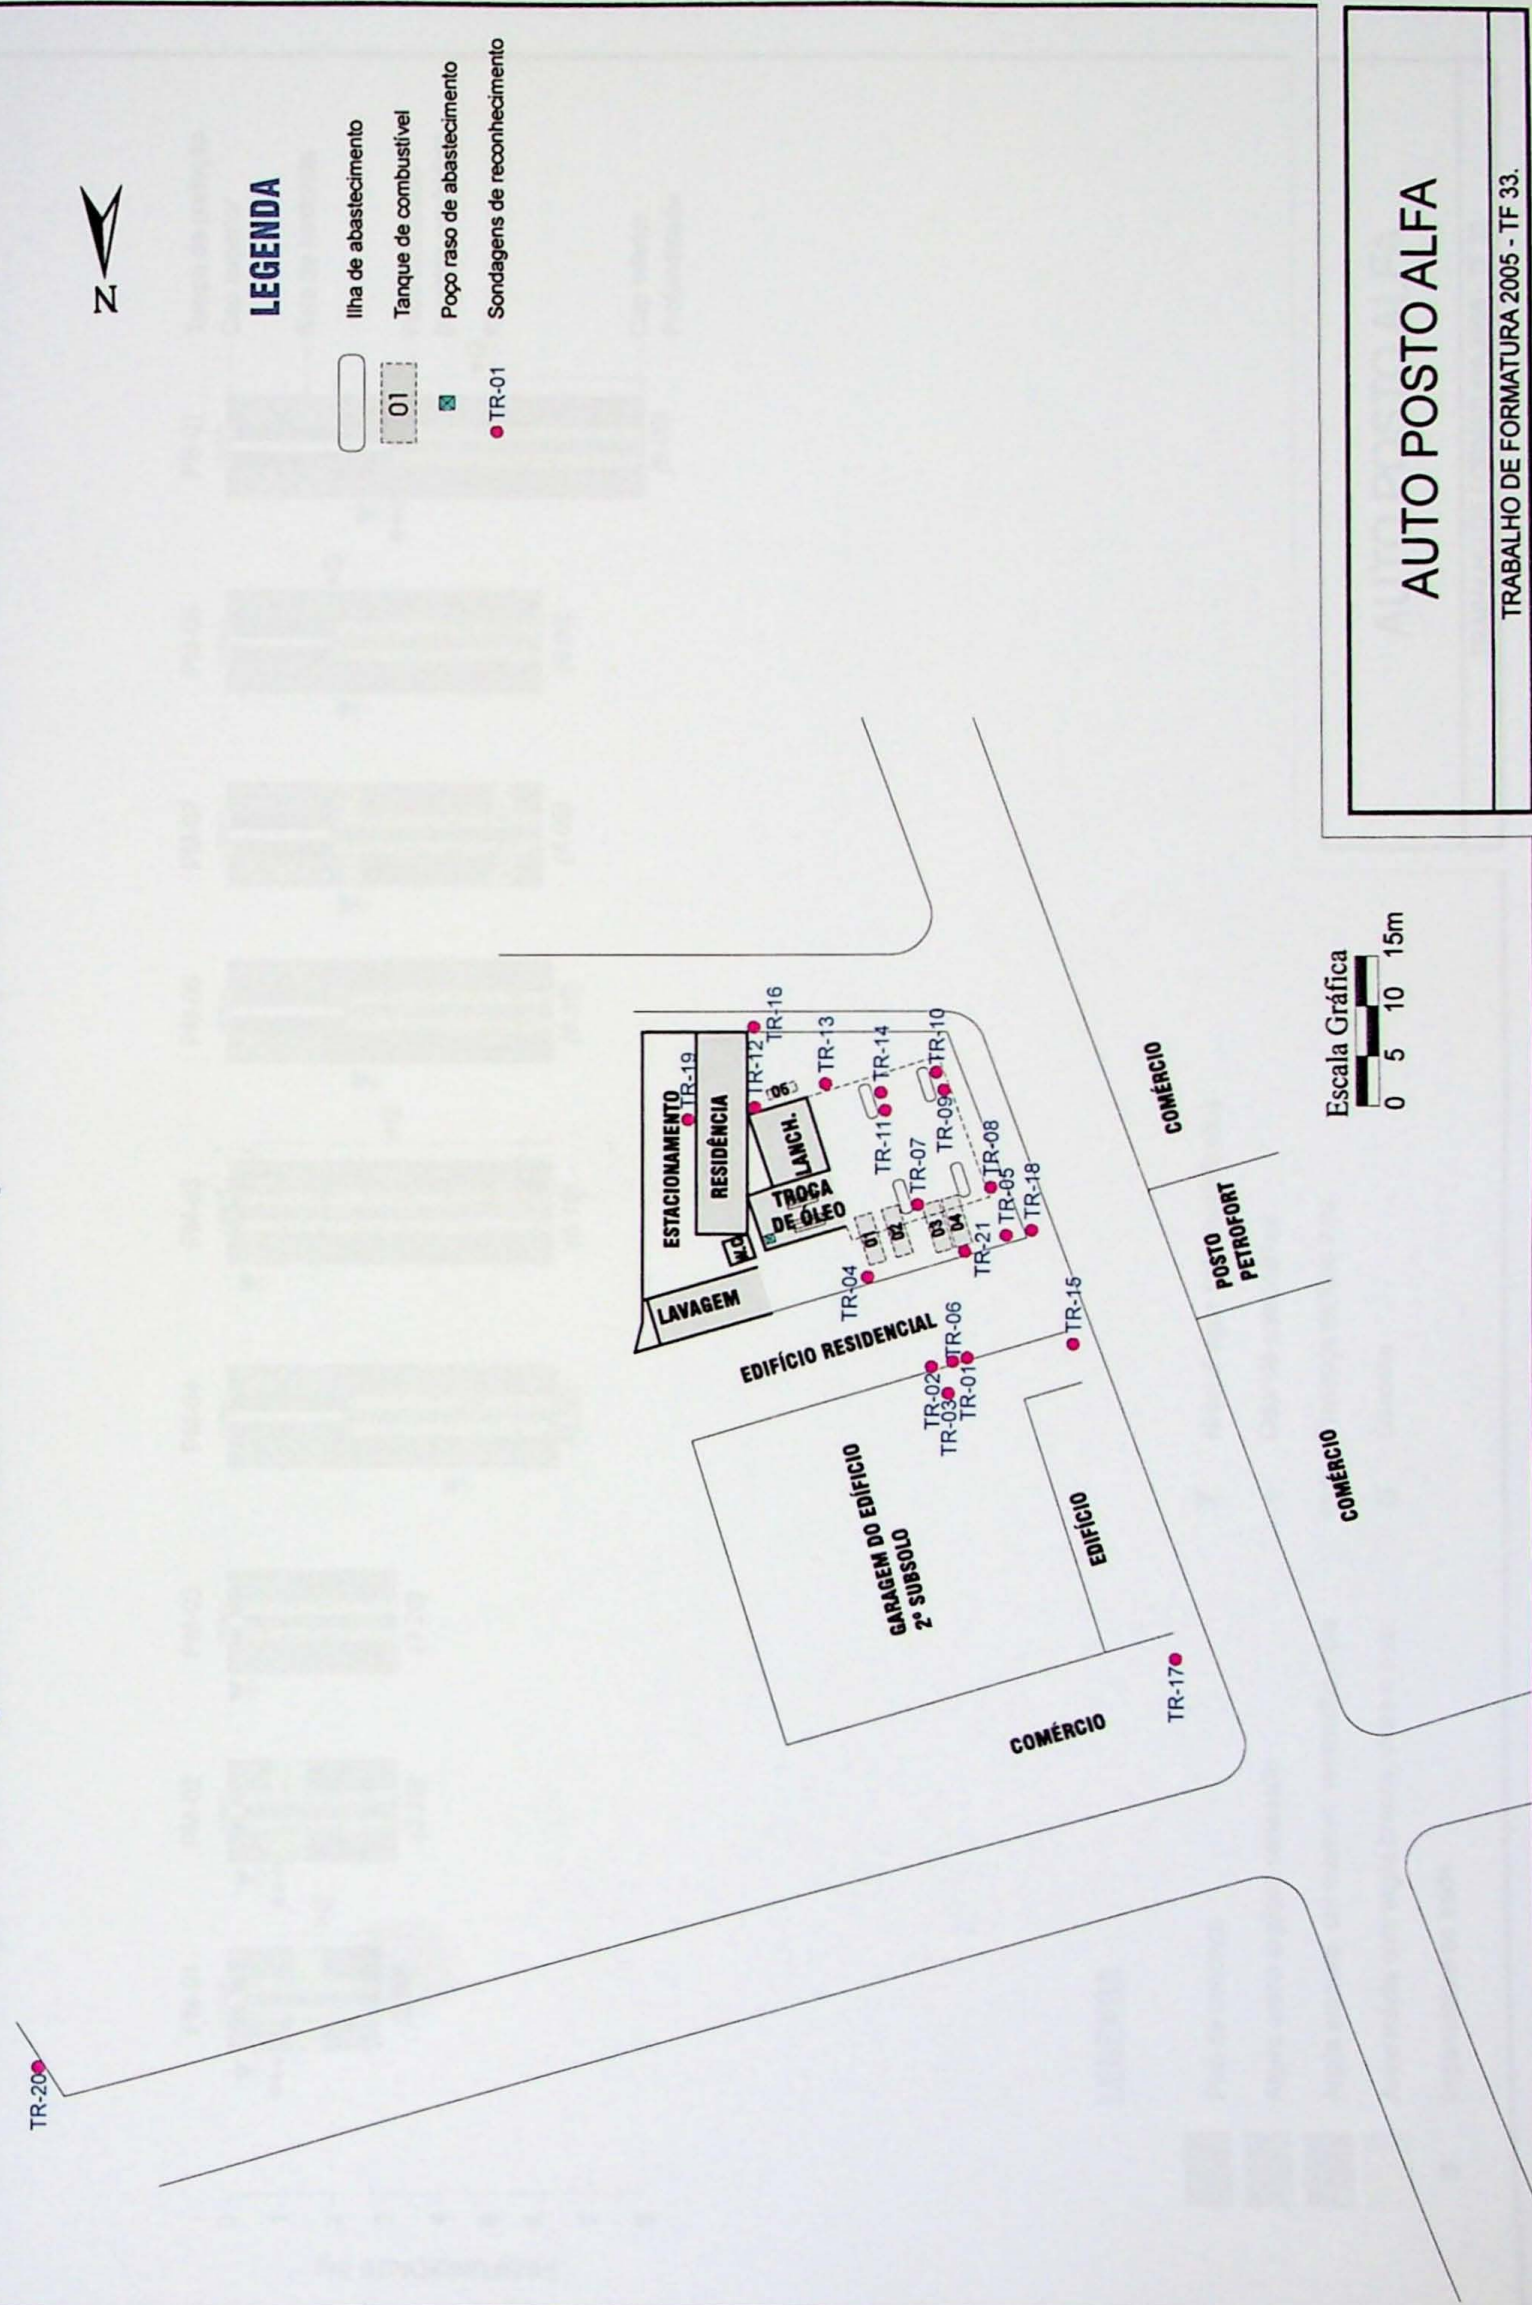 N
LEGENDA
Ilha de abastecimento
01
Tanque de combustível
Poço raso de abastecimento
TR-01
Sondagens de reconhecimento
TR-20
ESTACIONAMENTO
TR-19
RESIDÊNCIA
TR-16
TR-12
06
TR-13
LANCH.
TR-14
TR-11
TR-10
TR-09
TROCA
DE ÓLEO
TR-07
TR-08
TR-05
TR-18
01
02
03
04
TR-21
TR-04
LAVAGEM
EDIFÍCIO RESIDENCIAL
TR-06
TR-02
TR-03
TR-01
TR-15
GARAGEM DO EDIFÍCIO
2º SUBSOLO
EDIFÍCIO
COMÉRCIO
TR-17
COMÉRCIO
POSTO
PETROFORT
COMÉRCIO
Escala Gráfica
0 5 10 15m
AUTO POSTO ALFA
TRABALHO DE FORMATURA 2005 - TF 33.